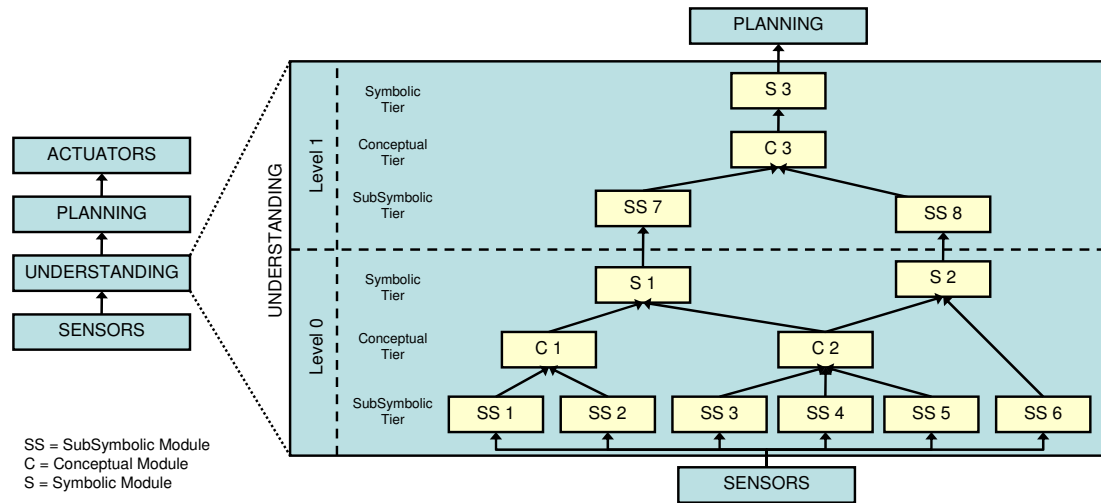 PLANNING
Symbolic
Tier
S 3
Conceptual
Tier
C 3
SubSymbolic
Tier
SS 7
SS 8
Level 1
UNDERSTANDING
Level 0
Symbolic
Tier
S 1
S 2
Conceptual
Tier
C 1
C 2
SubSymbolic
Tier
SS 1
SS 2
SS 3
SS 4
SS 5
SS 6
SENSORS
ACTUATORS
PLANNING
UNDERSTANDING
SENSORS
SS = SubSymbolic Module
C = Conceptual Module
S = Symbolic Module